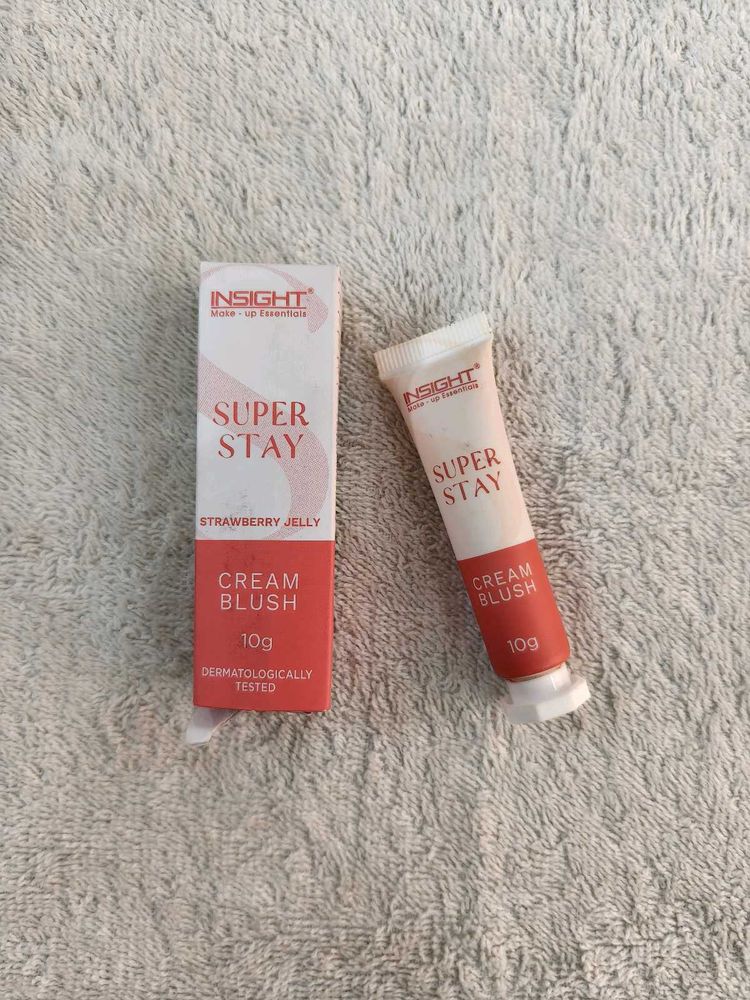 INSIGHT®
Make - up Essentials
SUPER
STAY
STRAWBERRY JELLY
CREAM
BLUSH
10g
DERMATOLOGICALLY
TESTED
INSIGHT®
Make - up Essentials
SUPER
STAY
CREAM
BLUSH
10g